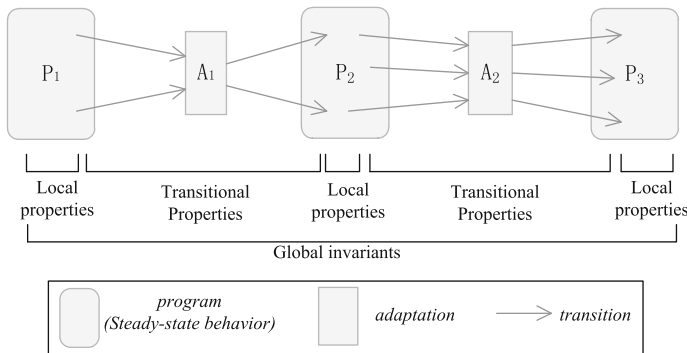 P1 A1 P2 A2 P3
Local
properties
Transitional
Properties
Local
properties
Transitional
Properties
Local
properties
Global invariants
program
(Steady-state behavior)
adaptation
transition